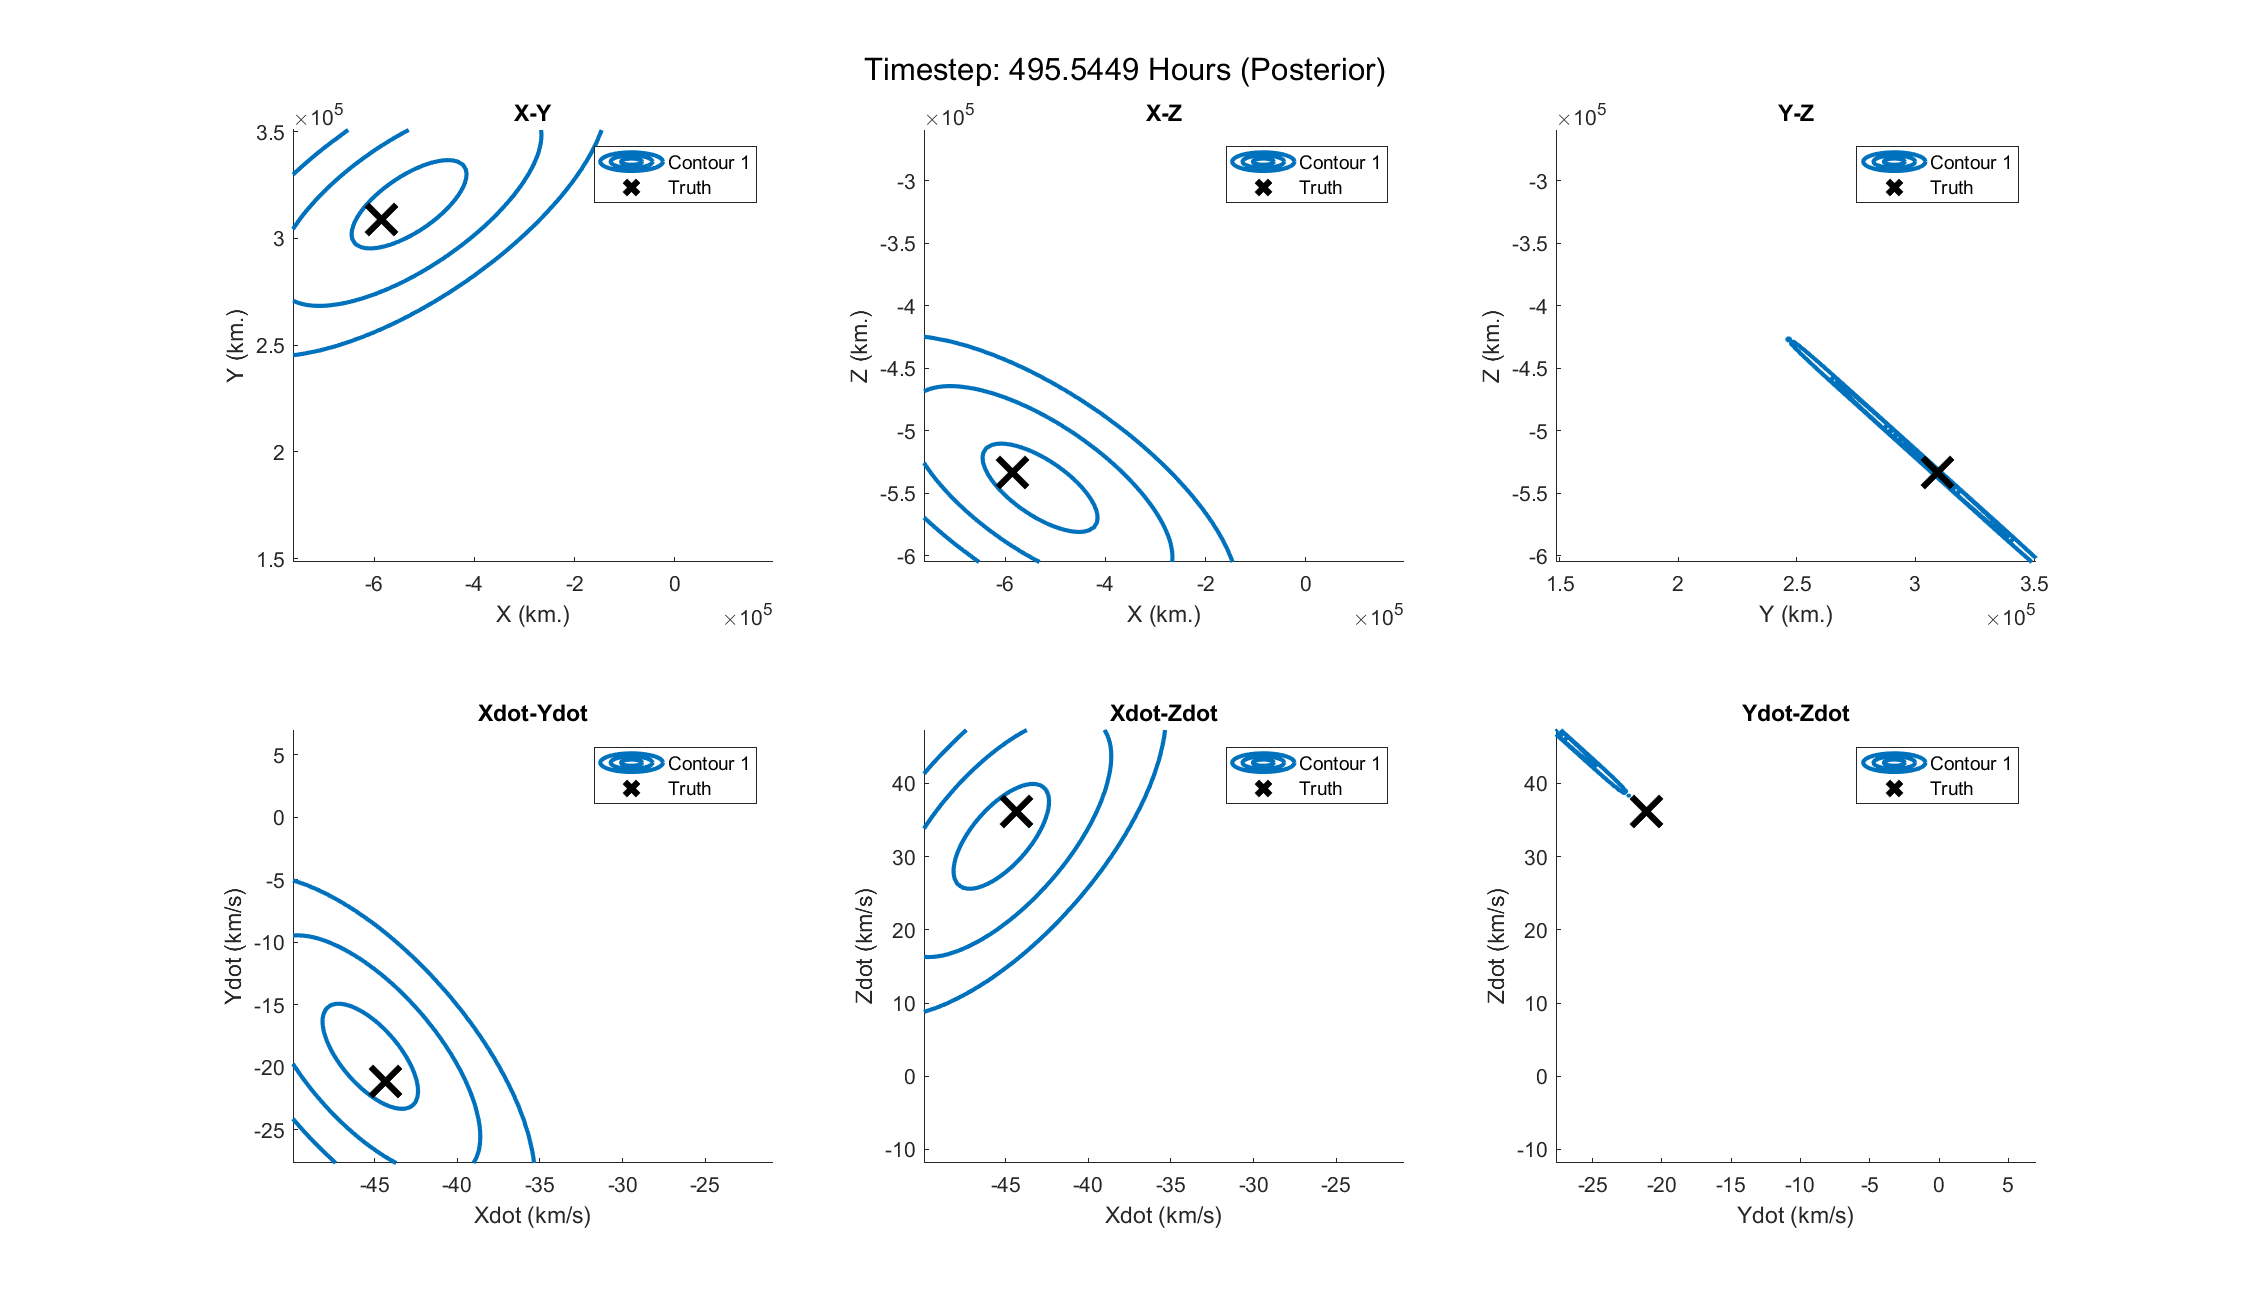 Timestep: 495.5449 Hours (Posterior)
X-Y
×10^5
3.5
3
2.5
2
1.5
Y (km.)
-6
-4
-2
0
X (km.)
×10^5
Contour 1
Truth
X-Z
×10^5
-3
-3.5
-4
-4.5
-5
-5.5
-6
Z (km.)
-6
-4
-2
0
X (km.)
×10^5
Contour 1
Truth
Y-Z
×10^5
-3
-3.5
-4
-4.5
-5
-5.5
-6
Z (km.)
1.5
2
2.5
3
3.5
Y (km.)
×10^5
Contour 1
Truth
Xdot-Ydot
5
0
-5
-10
-15
-20
-25
Ydot (km/s)
-45
-40
-35
-30
-25
Xdot (km/s)
Contour 1
Truth
Xdot-Zdot
40
30
20
10
0
-10
Zdot (km/s)
-45
-40
-35
-30
-25
Xdot (km/s)
Contour 1
Truth
Ydot-Zdot
40
30
20
10
0
-10
Zdot (km/s)
-25
-20
-15
-10
-5
0
5
Ydot (km/s)
Contour 1
Truth